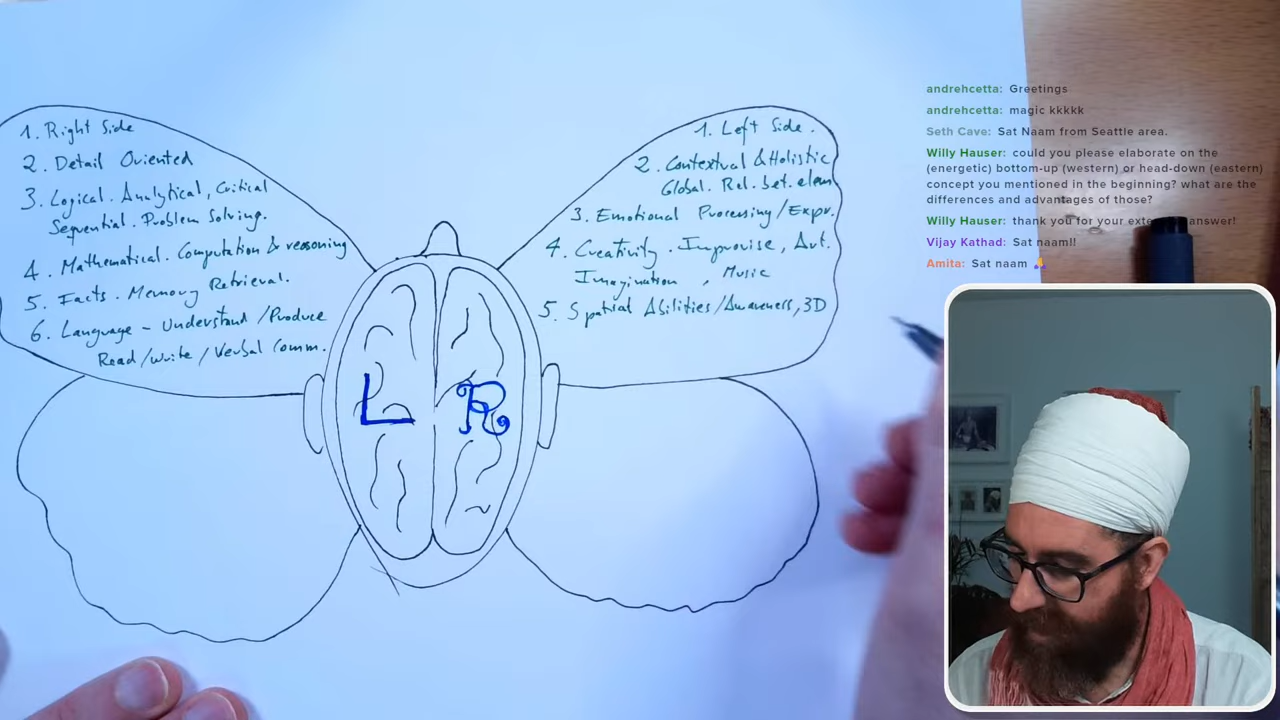 1. Right Side
2. Detail Oriented
3. Logical. Analytical, Critical
Sequential. Problem Solving.
4. Mathematical. Computation & reasoning
5. Facts. Memory Retrieval.
6. Language - Understand / Produce
Read / Write / Verbal Comm.
1. Left Side.
2. Contextual & Holistic
Global. Rel. bet. elem
3. Emotional Processing / Expr.
4. Creativity. Improvise, Art.
Imagination, Music
5. Spatial Abilities / Awareness, 3D
L R
andrehcetta: Greetings
andrehcetta: magic kkkkk
Seth Cave: Sat Naam from Seattle area.
Willy Hauser: could you please elaborate on the
(energetic) bottom-up (western) or head-down (eastern)
concept you mentioned in the beginning? what are the
differences and advantages of those?
Willy Hauser: thank you for your answer!
Vijay Kathad: Sat naam!!
Amita: Sat naam 🙏